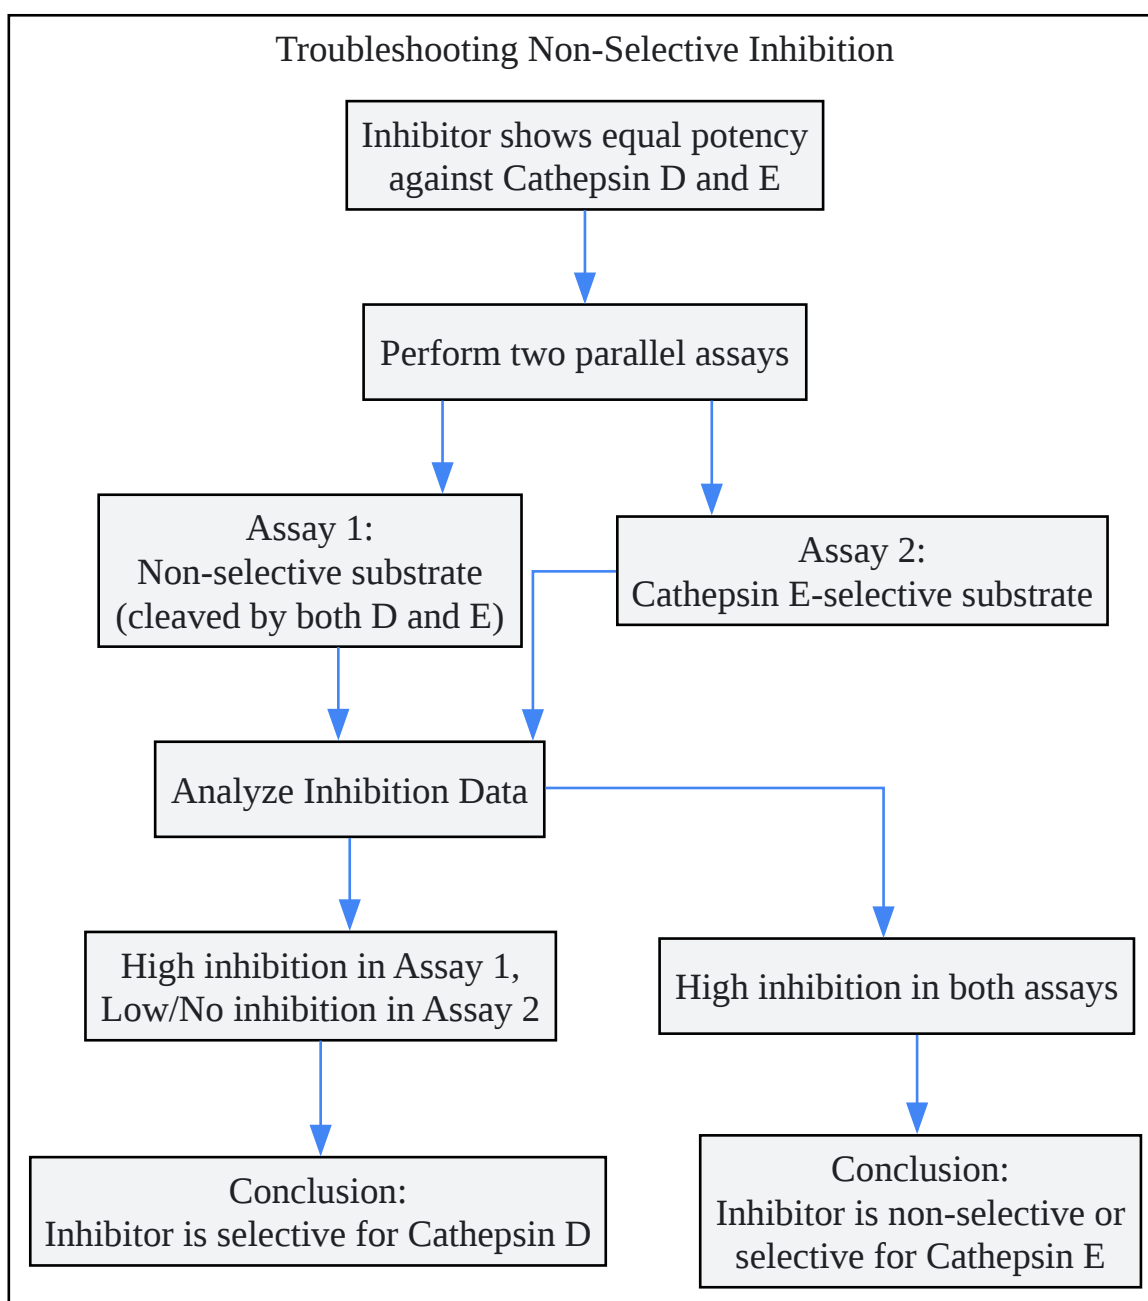 Troubleshooting Non-Selective Inhibition
Inhibitor shows equal potency
against Cathepsin D and E
Perform two parallel assays
Assay 1:
Non-selective substrate
(cleaved by both D and E)
Assay 2:
Cathepsin E-selective substrate
Analyze Inhibition Data
High inhibition in Assay 1,
Low/No inhibition in Assay 2
High inhibition in both assays
Conclusion:
Inhibitor is selective for Cathepsin D
Conclusion:
Inhibitor is non-selective or
selective for Cathepsin E